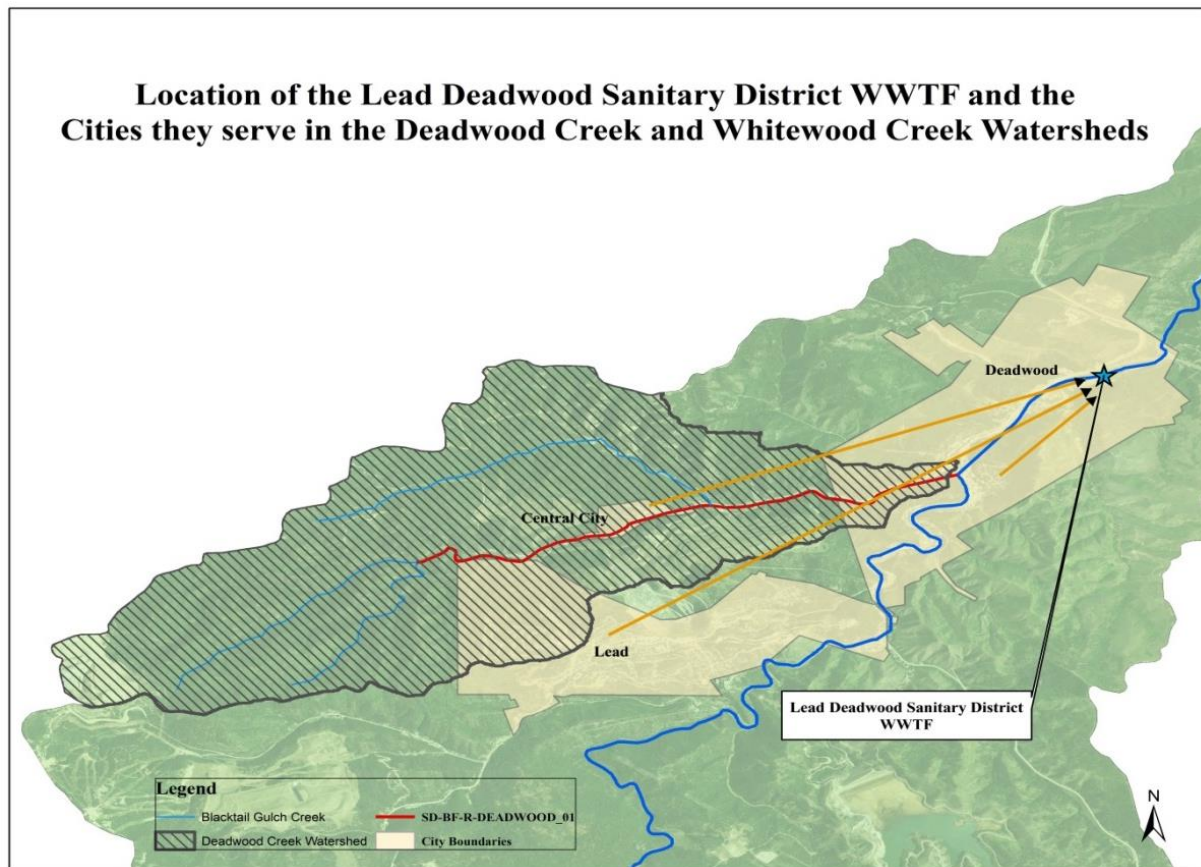 Location of the Lead Deadwood Sanitary District WWTF and the
Cities they serve in the Deadwood Creek and Whitewood Creek Watersheds
Deadwood
Central City
Lead
Lead Deadwood Sanitary District
WWTF
Legend
Blacktail Gulch Creek
SD-BF-R-DEADWOOD_01
Deadwood Creek Watershed
City Boundaries
N